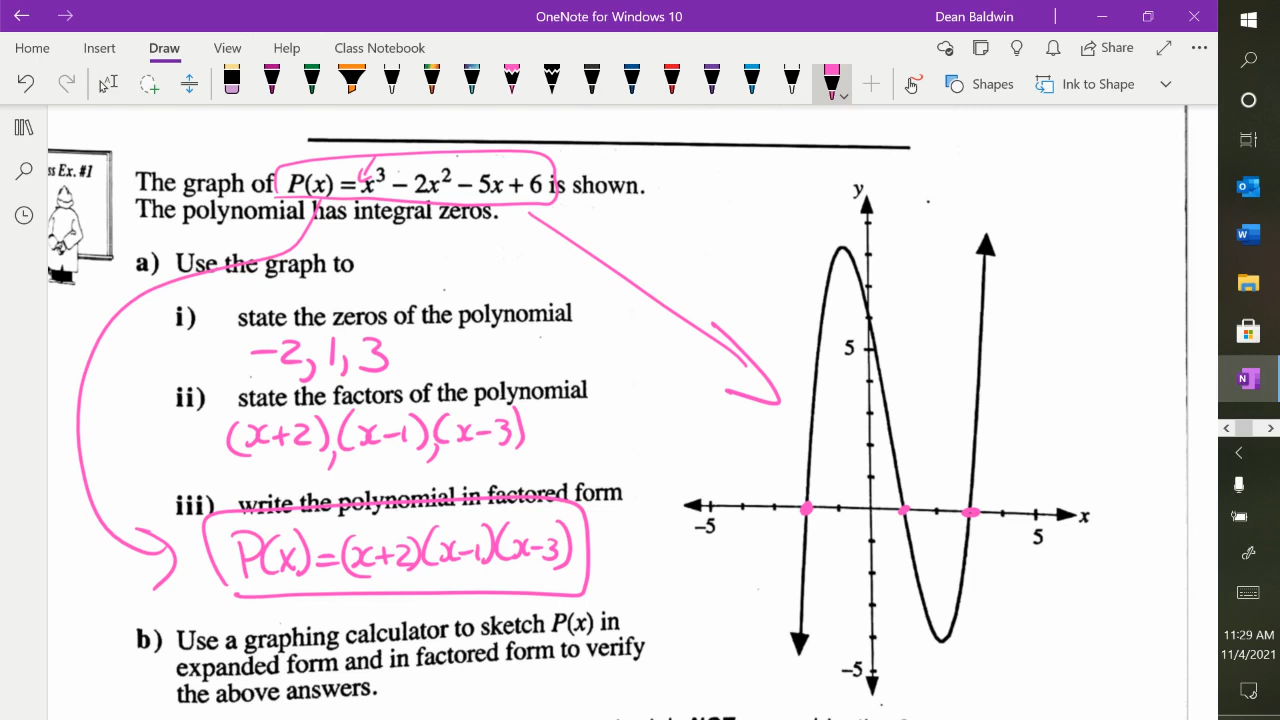 OneNote for Windows 10
Dean Baldwin
Home Insert Draw View Help Class Notebook
Share
Shapes
Ink to Shape
ss Ex. #1
The graph of P(x) = x³ − 2x² − 5x + 6 is shown.
The polynomial has integral zeros.
a) Use the graph to
i) state the zeros of the polynomial
−2, 1, 3
ii) state the factors of the polynomial
(x+2), (x−1), (x−3)
iii) write the polynomial in factored form
P(x)=(x+2)(x−1)(x−3)
b) Use a graphing calculator to sketch P(x) in
expanded form and in factored form to verify
the above answers.
y
5
−5
x
5
−5
11:29 AM
11/4/2021